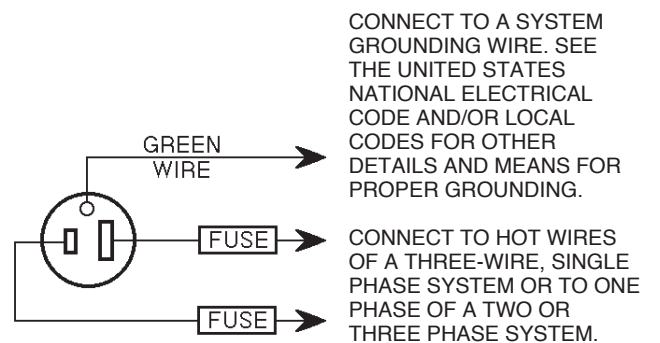 CONNECT TO A SYSTEM
GROUNDING WIRE. SEE
THE UNITED STATES
NATIONAL ELECTRICAL
CODE AND/OR LOCAL
CODES FOR OTHER
DETAILS AND MEANS FOR
PROPER GROUNDING.
GREEN
WIRE
FUSE
CONNECT TO HOT WIRES
OF A THREE-WIRE, SINGLE
PHASE SYSTEM OR TO ONE
PHASE OF A TWO OR
THREE PHASE SYSTEM.
FUSE